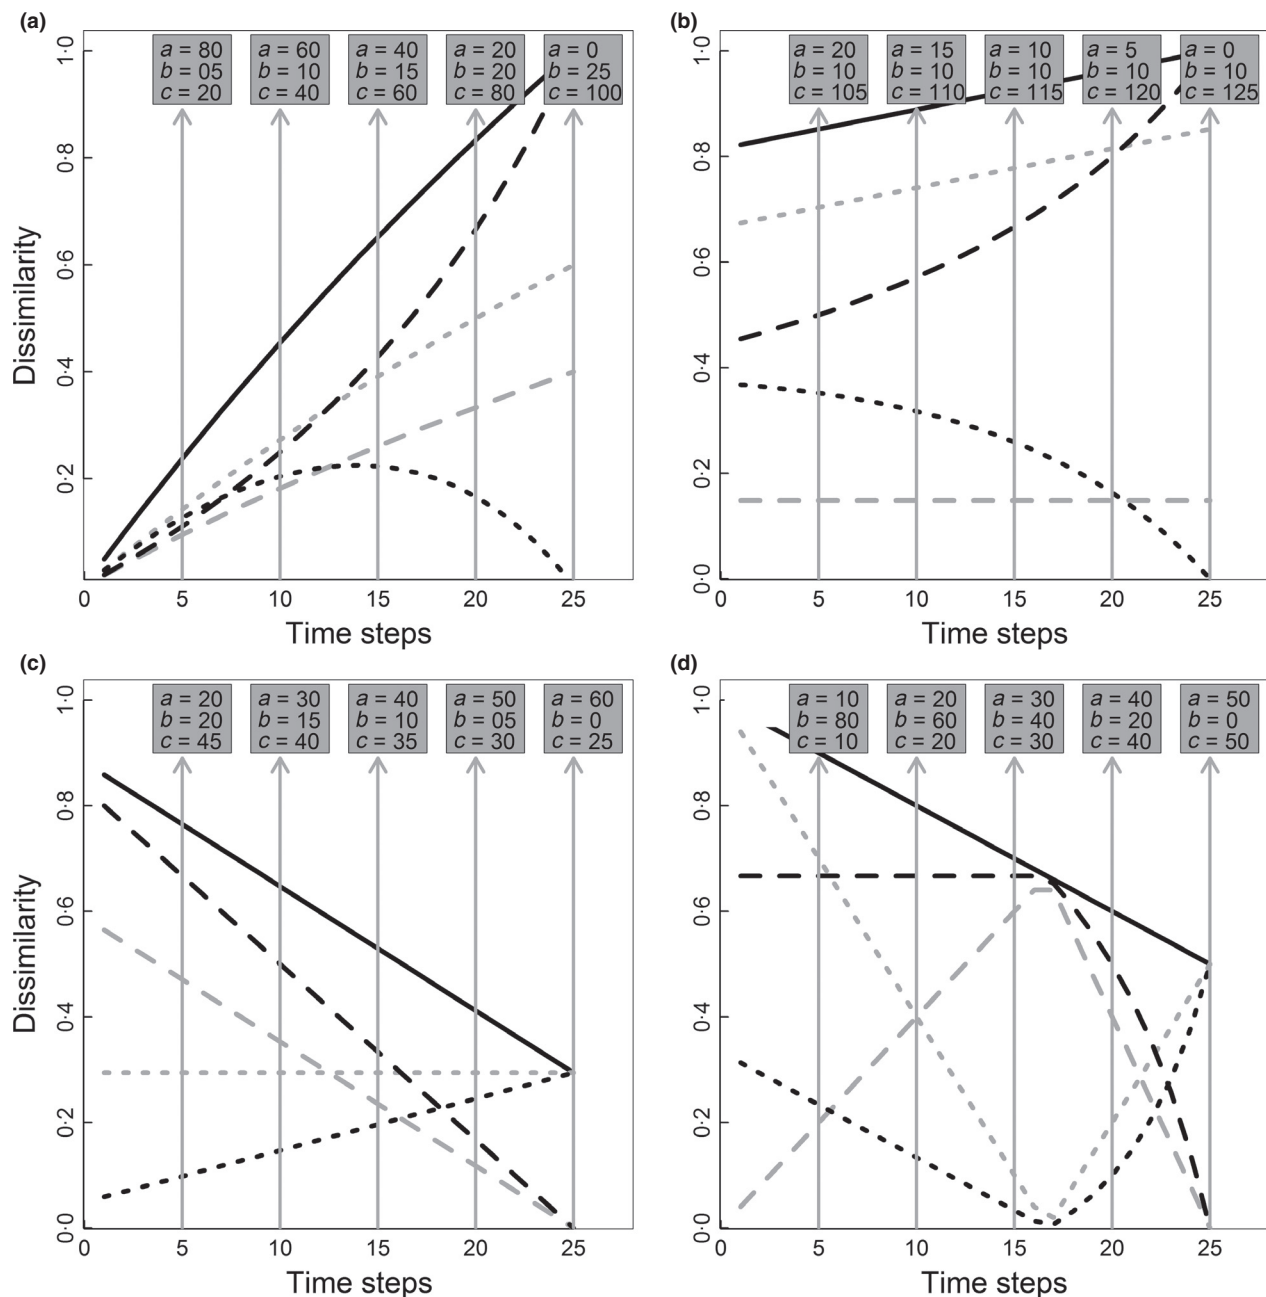 (a)
a = 80
b = 05
c = 20
a = 60
b = 10
c = 40
a = 40
b = 15
c = 60
a = 20
b = 20
c = 80
a = 0
b = 25
c = 100
1·0
0·8
0·6
0·4
0·2
Dissimilarity
0 5 10 15 20 25
Time steps
(b)
a = 20
b = 10
c = 105
a = 15
b = 10
c = 110
a = 10
b = 10
c = 115
a = 5
b = 10
c = 120
a = 0
b = 10
c = 125
1·0
0·8
0·6
0·4
0·2
0·0
0 5 10 15 20 25
Time steps
(c)
a = 20
b = 20
c = 45
a = 30
b = 15
c = 40
a = 40
b = 10
c = 35
a = 50
b = 05
c = 30
a = 60
b = 0
c = 25
1·0
0·8
0·6
0·4
0·2
0·0
Dissimilarity
0 5 10 15 20 25
Time steps
(d)
a = 10
b = 80
c = 10
a = 20
b = 60
c = 20
a = 30
b = 40
c = 30
a = 40
b = 20
c = 40
a = 50
b = 0
c = 50
1·0
0·8
0·6
0·4
0·2
0·0
0 5 10 15 20 25
Time steps